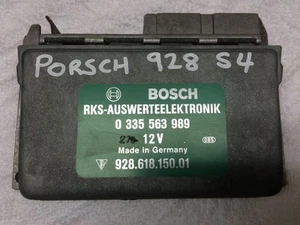 PORSCH 928 S4
BOSCH
RKS-AUSWERTEELEKTRONIK
0 335 563 989
12V
Made in Germany
928.618.150.01